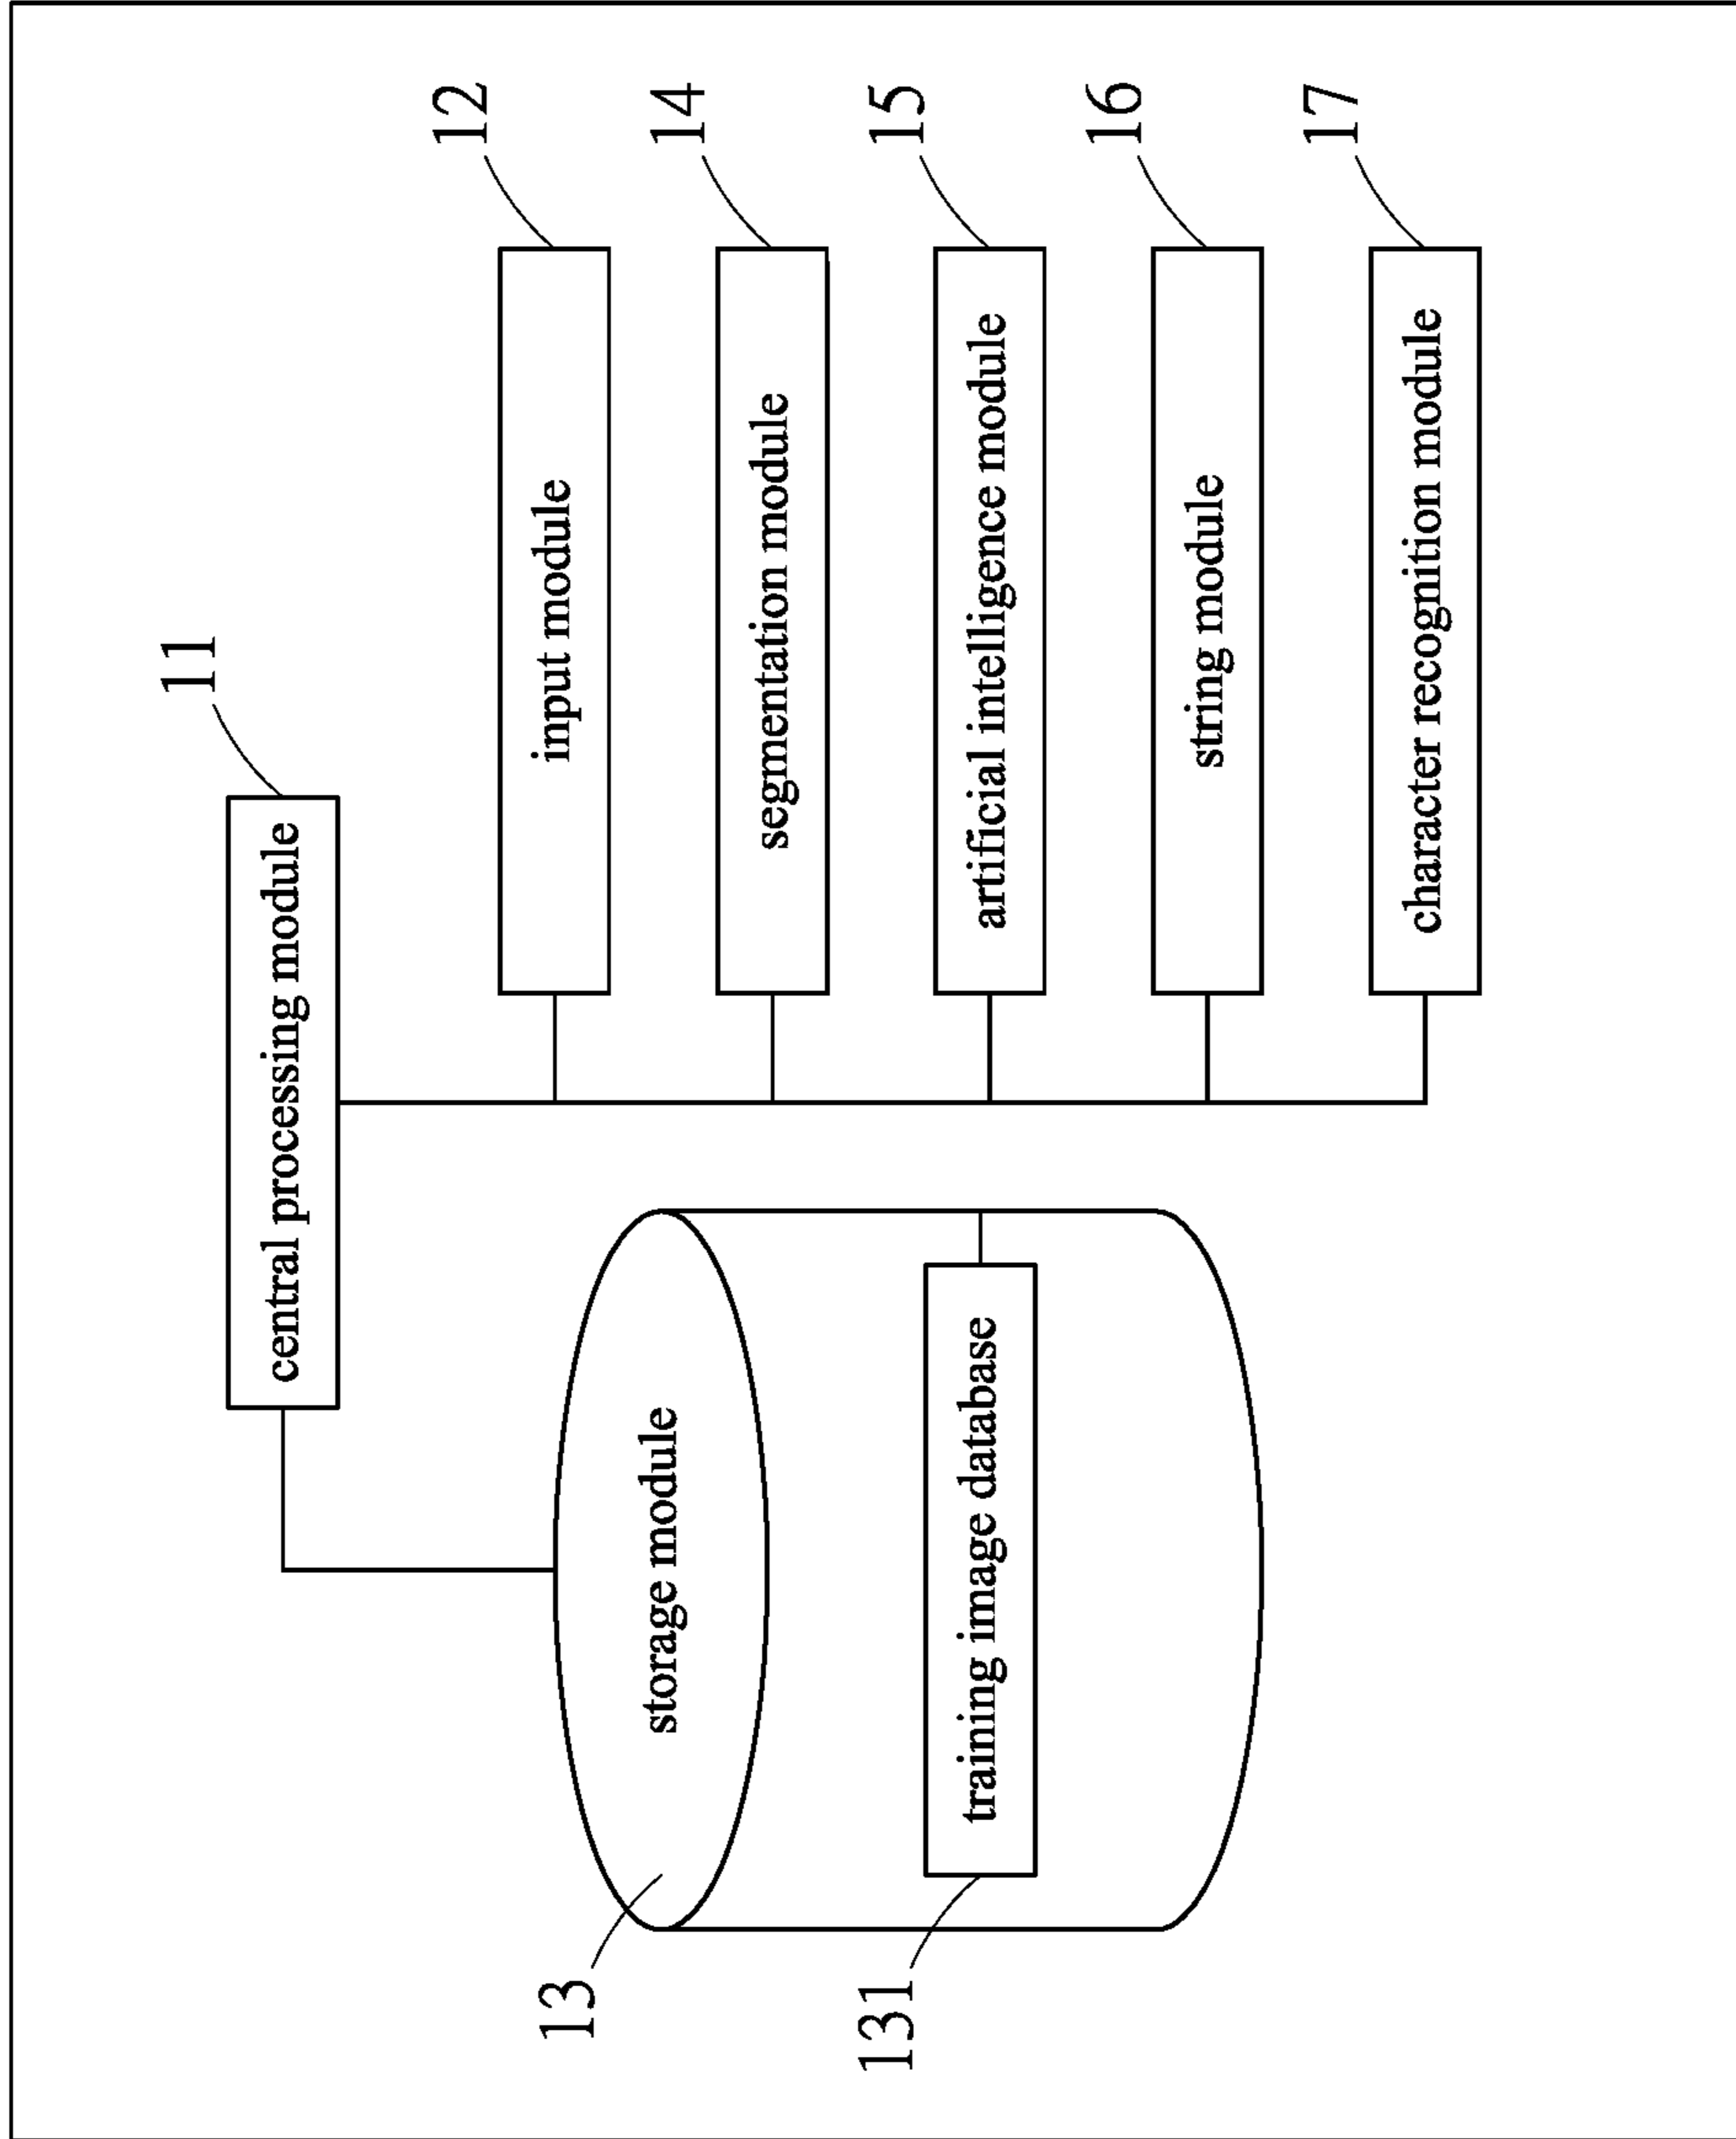 11
central processing module
13
storage module
131
training image database
12
input module
14
segmentation module
15
artificial intelligence module
16
string module
17
character recognition module